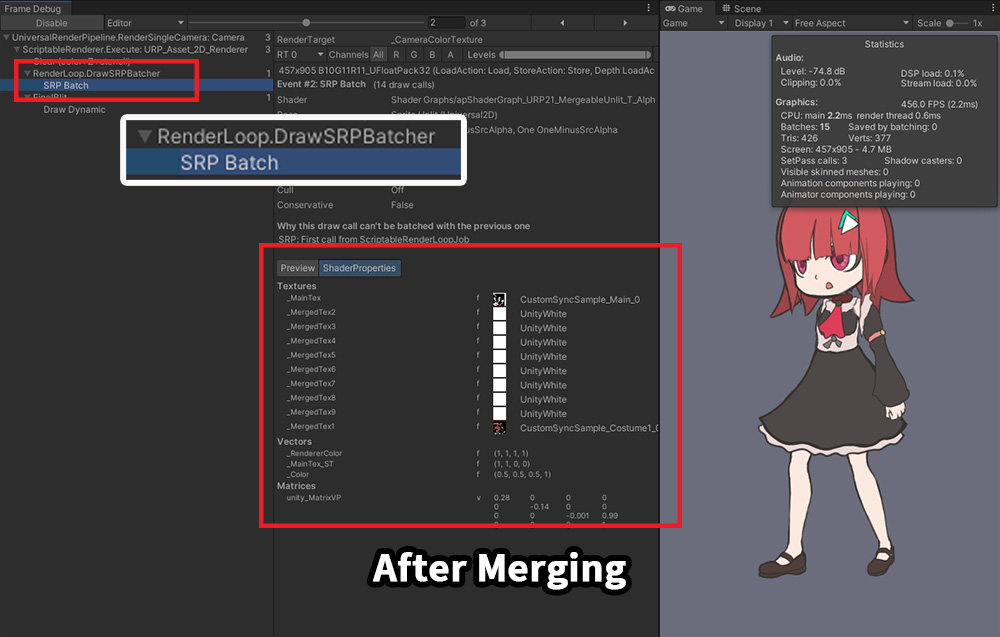 Frame Debug
Disable Editor 2 of 3
UniversalRenderPipeline.RenderSingleCamera: Camera 3
ScriptableRenderer.Execute: URP_Asset_2D_Renderer 3
RenderLoop.DrawSRPBatcher 1
SRP Batch
FinalBlit 1
Draw Dynamic
RenderLoop.DrawSRPBatcher
SRP Batch
RenderTarget _CameraColorTexture
RT 0 Channels All R G B A Levels
457x905 B10G11R11_UFloatPack32 (LoadAction: Load, StoreAction: Store, Depth LoadAc
Event #2: SRP Batch (14 draw calls)
Shader Shader Graphs/apShaderGraph_URP21_MergeableUnlit_T_Alph
Sprite Unlit (Universal2D)
MinusSrcAlpha, One OneMinusSrcAlpha
Cull Off
Conservative False
Why this draw call can't be batched with the previous one
SRP: First call from ScriptableRenderLoopJob
Preview ShaderProperties
Textures
_MainTex f CustomSyncSample_Main_0
_MergedTex2 f UnityWhite
_MergedTex3 f UnityWhite
_MergedTex4 f UnityWhite
_MergedTex5 f UnityWhite
_MergedTex6 f UnityWhite
_MergedTex7 f UnityWhite
_MergedTex8 f UnityWhite
_MergedTex9 f UnityWhite
_MergedTex1 f CustomSyncSample_Costume1_0
Vectors
_RendererColor f (1, 1, 1, 1)
_MainTex_ST f (1, 1, 0, 0)
_Color f (0.5, 0.5, 0.5, 1)
Matrices
unity_MatrixVP v 0.28 0 0 0
0 -0.14 0 0
0 0 -0.001 0.99
After Merging
Game Scene
Game Display 1 Free Aspect Scale 1x
Statistics
Audio:
Level: -74.8 dB DSP load: 0.1%
Clipping: 0.0% Stream load: 0.0%
Graphics: 456.0 FPS (2.2ms)
CPU: main 2.2ms render thread 0.6ms
Batches: 15 Saved by batching: 0
Tris: 426 Verts: 377
Screen: 457x905 - 4.7 MB
SetPass calls: 3 Shadow casters: 0
Visible skinned meshes: 0
Animation components playing: 0
Animator components playing: 0